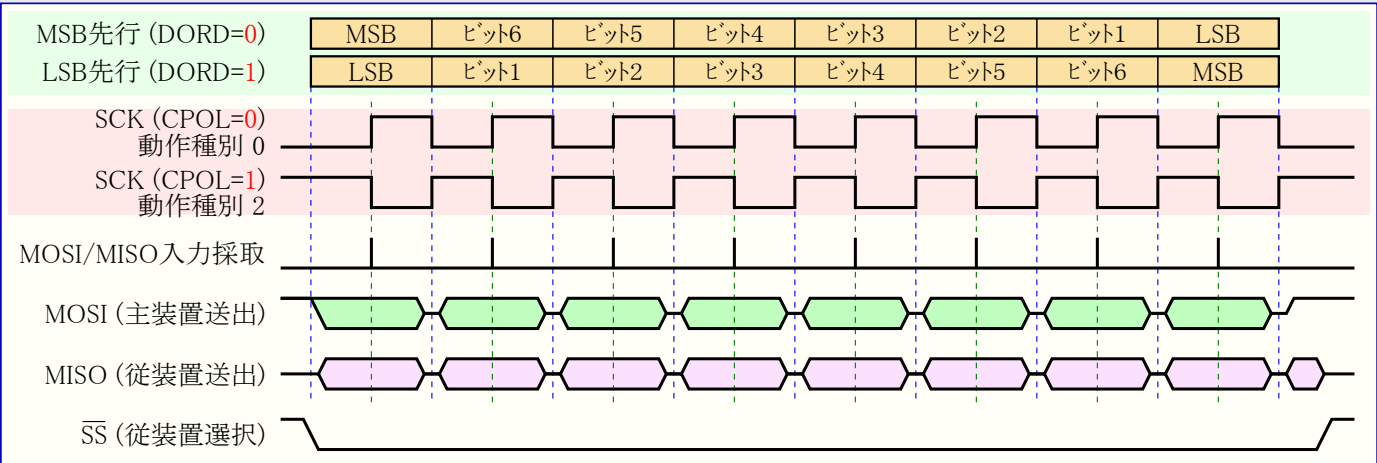 MSB先行 (DORD=0) MSB ビット6 ビット5 ビット4 ビット3 ビット2 ビット1 LSB
LSB先行 (DORD=1) LSB ビット1 ビット2 ビット3 ビット4 ビット5 ビット6 MSB
SCK (CPOL=0)
動作種別 0
SCK (CPOL=1)
動作種別 2
MOSI/MISO入力採取
MOSI (主装置送出)
MISO (従装置送出)
S̅S̅ (従装置選択)